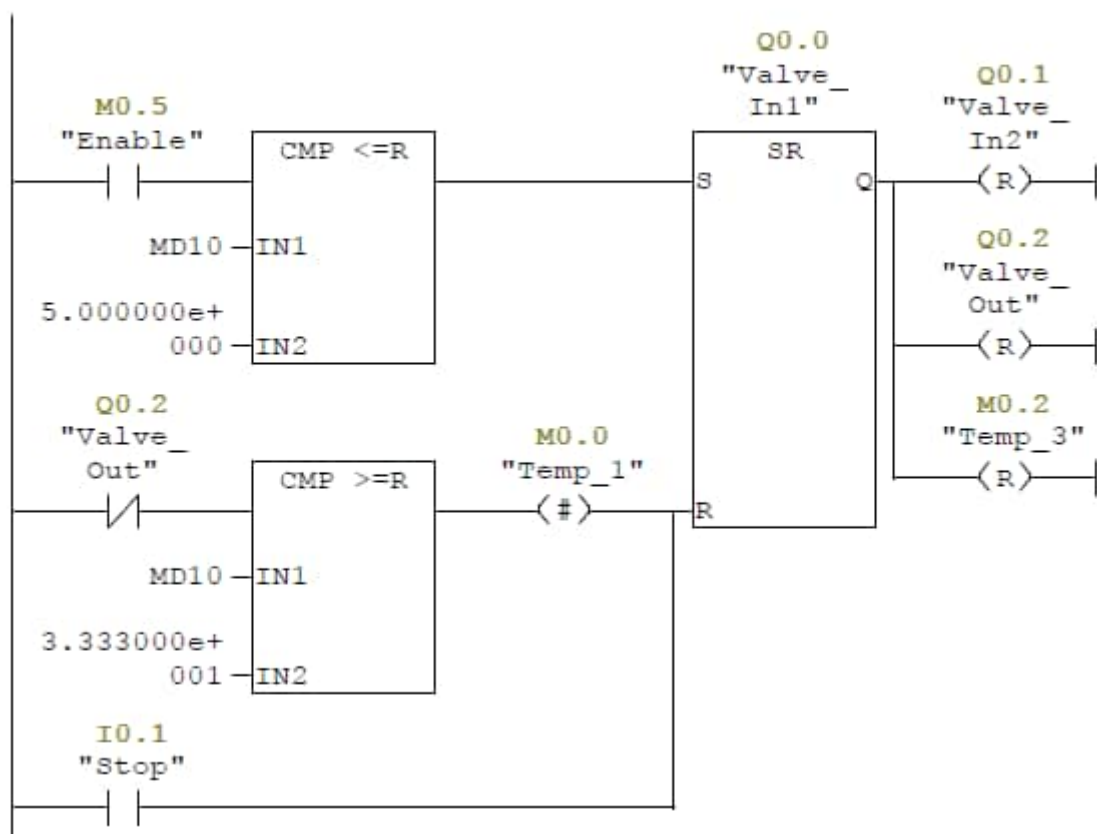 Q0.0
"Valve_
In1"
Q0.1
"Valve_
In2"
M0.5
"Enable"
CMP <=R
SR
S
Q
(R)
MD10
IN1
5.000000e+
000
IN2
Q0.2
"Valve_
Out"
(R)
Q0.2
"Valve_
Out"
M0.2
"Temp_3"
(R)
M0.0
"Temp_1"
CMP >=R
(#)
R
MD10
IN1
3.333000e+
001
IN2
I0.1
"Stop"